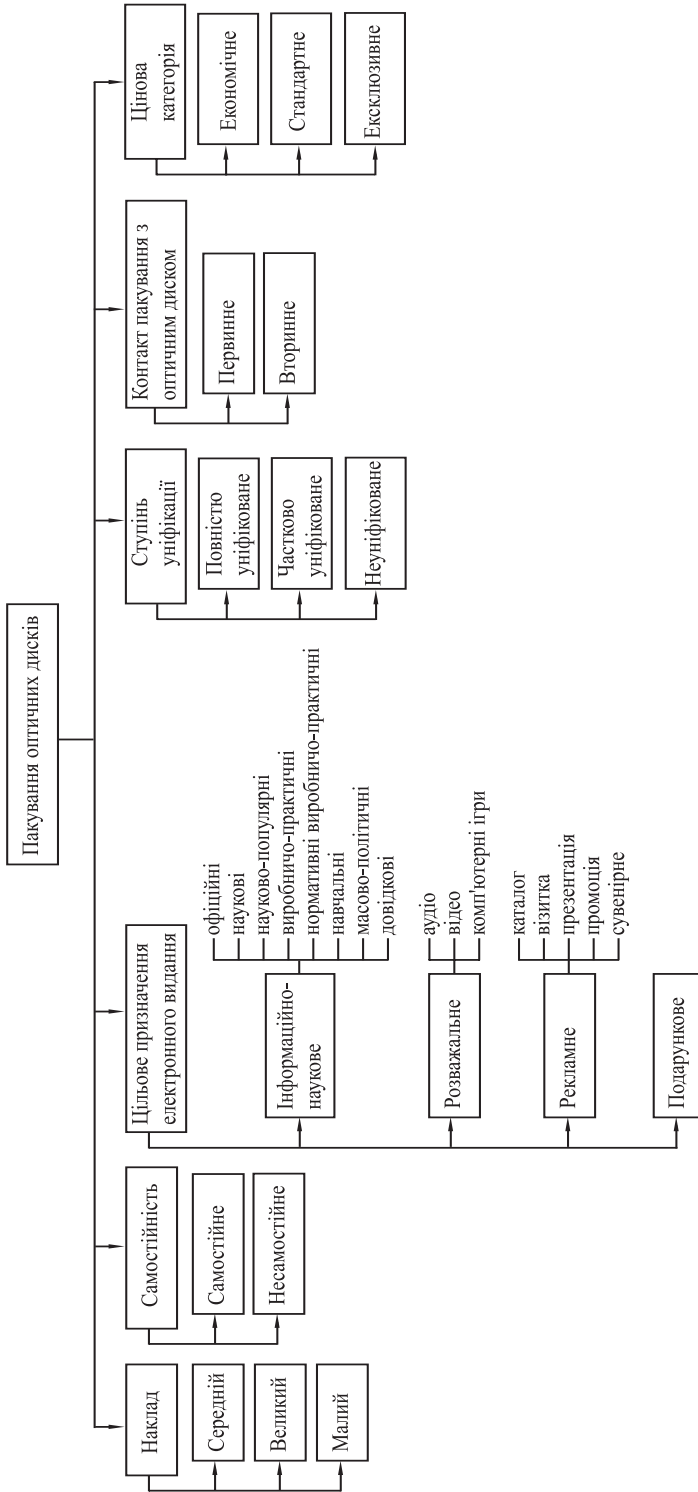 Пакування оптичних дисків
Наклад
Середній
Великий
Малий
Самостійність
Самостійне
Несамостійне
Цільове призначення
електронного видання
Інформаційно-
наукове
офіційні
наукові
науково-популярні
виробничо-практичні
нормативні виробничо-практичні
навчальні
масово-політичні
довідкові
Розважальне
аудіо
відео
комп'ютерні ігри
Рекламне
каталог
візитка
презентація
промоція
сувенірне
Подарункове
Ступінь
уніфікації
Повністю
уніфіковане
Частково
уніфіковане
Неуніфіковане
Контакт пакування з
оптичним диском
Первинне
Вторинне
Цінова
категорія
Економічне
Стандартне
Ексклюзивне